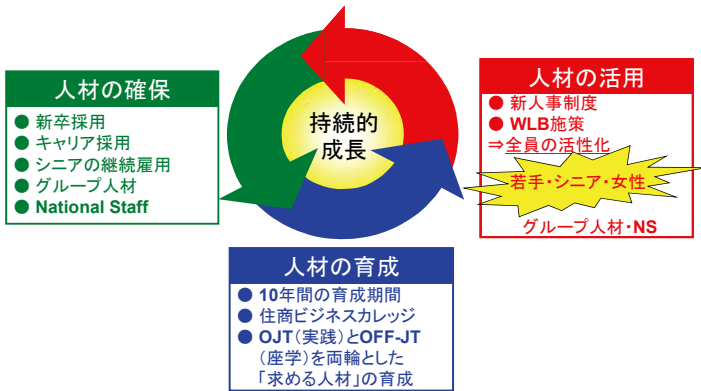 人材の確保
● 新卒採用
● キャリア採用
● シニアの継続雇用
● グループ人材
● National Staff
持続的
成長
人材の活用
● 新人事制度
● WLB施策
⇒全員の活性化
若手・シニア・女性
グループ人材・NS
人材の育成
● 10年間の育成期間
● 住商ビジネスカレッジ
● OJT(実践)とOFF-JT
(座学)を両輪とした
「求める人材」の育成